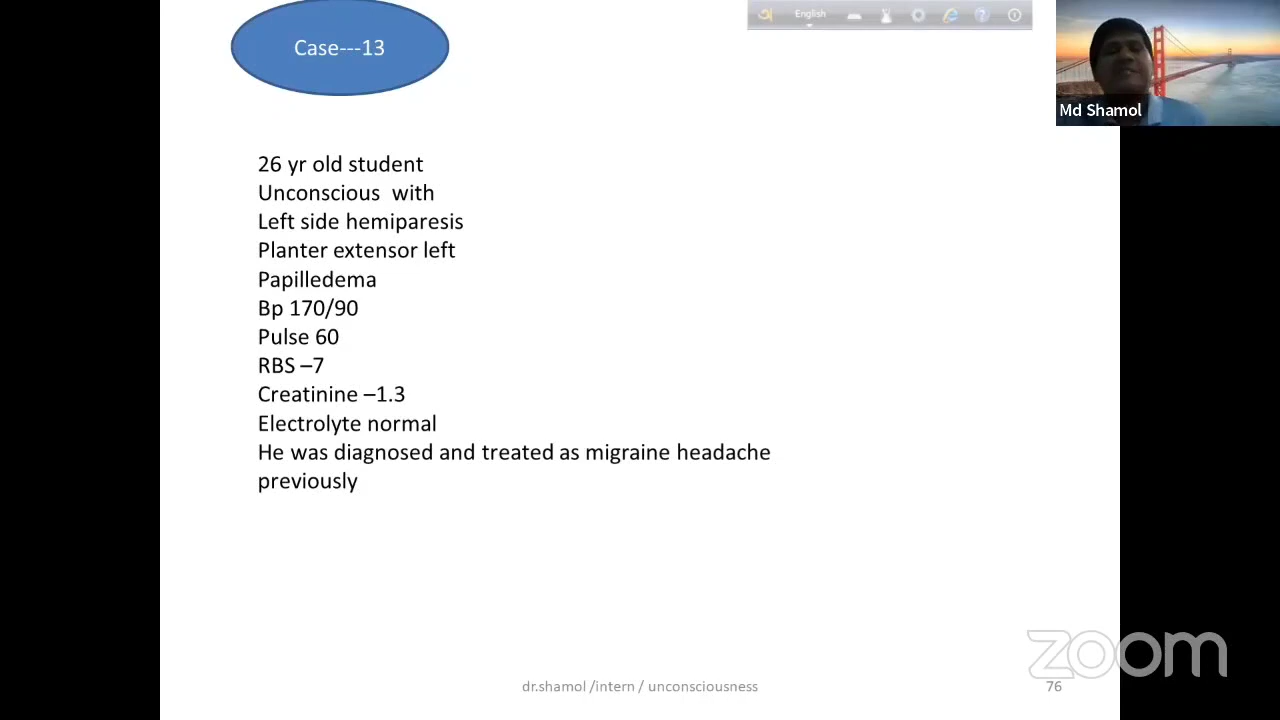 Case---13
English
Md Shamol
26 yr old student
Unconscious with
Left side hemiparesis
Planter extensor left
Papilledema
Bp 170/90
Pulse 60
RBS –7
Creatinine –1.3
Electrolyte normal
He was diagnosed and treated as migraine headache
previously
zoom
dr.shamol /intern / unconsciousness
76